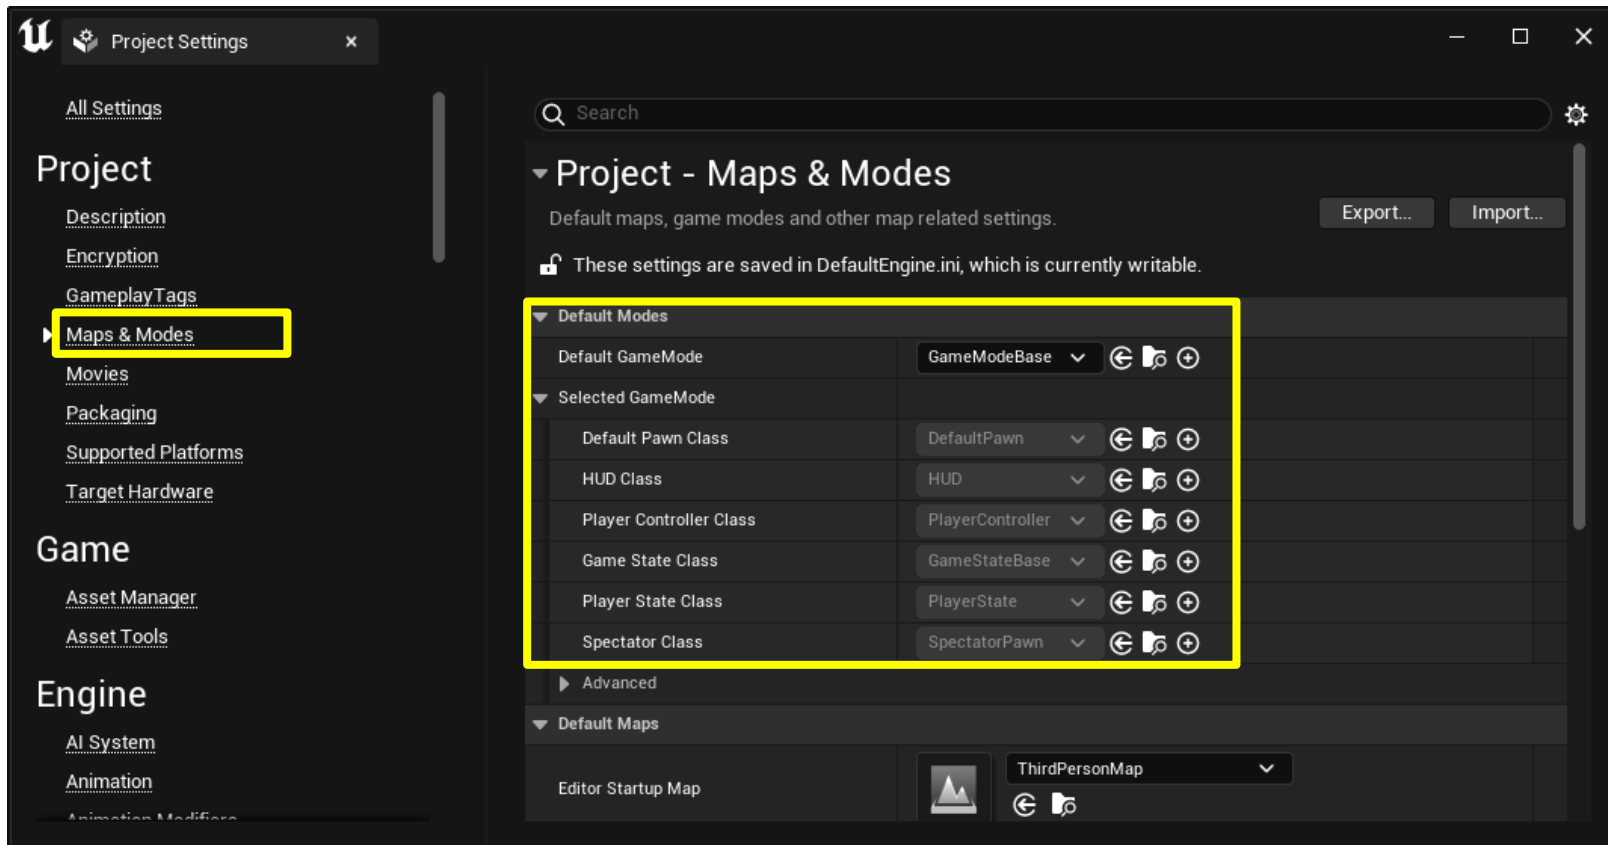 Project Settings
All Settings
Project
Description
Encryption
GameplayTags
Maps & Modes
Movies
Packaging
Supported Platforms
Target Hardware
Game
Asset Manager
Asset Tools
Engine
AI System
Animation
Animation Modifiers
Search
Project - Maps & Modes
Default maps, game modes and other map related settings.
Export...
Import...
These settings are saved in DefaultEngine.ini, which is currently writable.
Default Modes
Default GameMode GameModeBase
Selected GameMode
Default Pawn Class DefaultPawn
HUD Class HUD
Player Controller Class PlayerController
Game State Class GameStateBase
Player State Class PlayerState
Spectator Class SpectatorPawn
Advanced
Default Maps
Editor Startup Map ThirdPersonMap